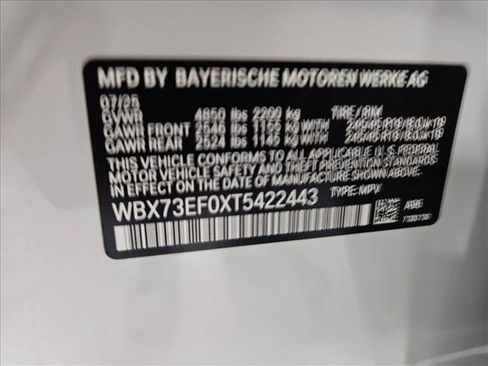 MFD BY BAYERISCHE MOTOREN WERKE AG
07/25
GVWR 4850 lbs 2200 kg TIRE/RIM
GAWR FRONT 2546 lbs 1155 kg WITH
GAWR REAR 2524 lbs 1145 kg WITH
THIS VEHICLE CONFORMS TO ALL APPLICABLE U.S. FEDERAL
MOTOR VEHICLE SAFETY AND THEFT PREVENTION STANDARDS
IN EFFECT ON THE DATE OF MANUFACTURE SHOWN ABOVE.
WBX73EF0XT5422443
TYPE: MPV